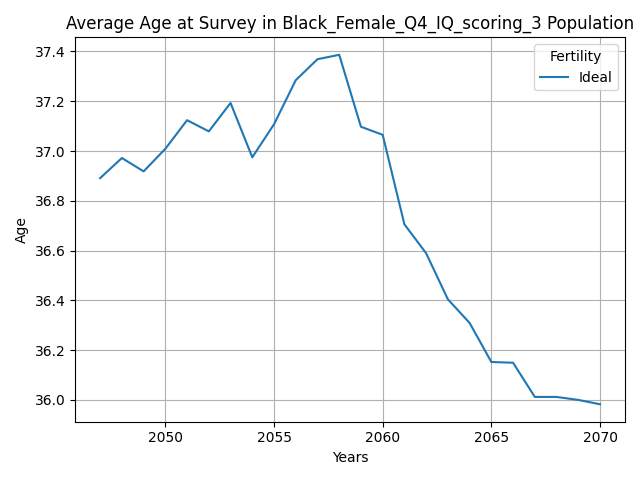 Average Age at Survey in Black_Female_Q4_IQ_scoring_3 Population
37.4
37.2
37.0
36.8
36.6
36.4
36.2
36.0
Age
Fertility
Ideal
2050
2055
2060
2065
2070
Years